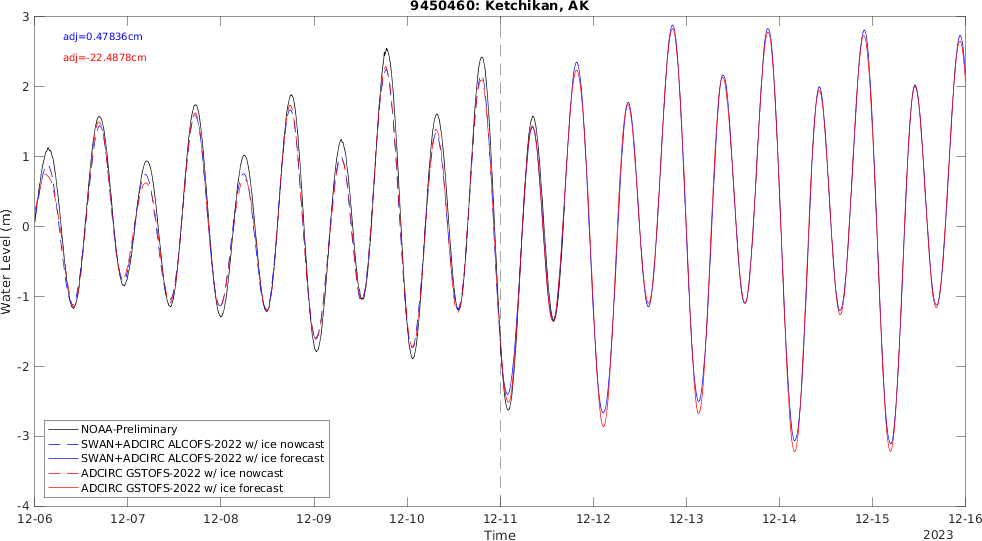 9450460: Ketchikan, AK
adj=0.47836cm
adj=-22.4878cm
3
2
1
0
-1
-2
-3
-4
Water Level (m)
NOAA-Preliminary
SWAN+ADCIRC ALCOFS-2022 w/ ice nowcast
SWAN+ADCIRC ALCOFS-2022 w/ ice forecast
ADCIRC GSTOFS-2022 w/ ice nowcast
ADCIRC GSTOFS-2022 w/ ice forecast
12-06 12-07 12-08 12-09 12-10 12-11 12-12 12-13 12-14 12-15 12-16
Time
2023